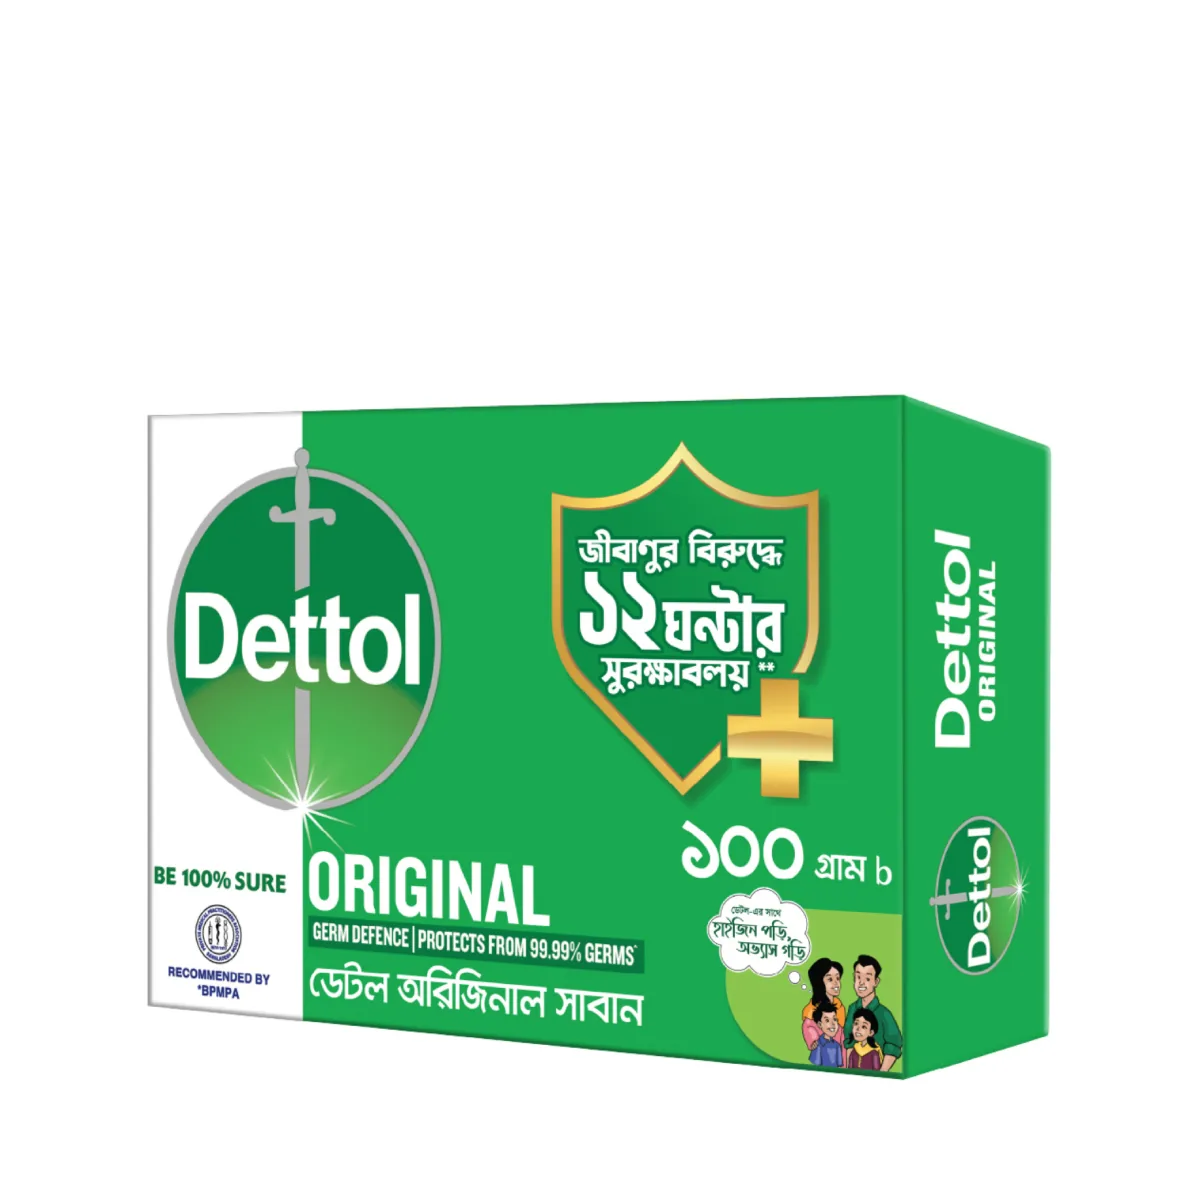 Dettol
BE 100% SURE
RECOMMENDED BY
*BPMPA
জীবাণুর বিরুদ্ধে
১২ ঘন্টার
সুরক্ষাবলয়**
১০০ গ্রাম b
ORIGINAL
GERM DEFENCE | PROTECTS FROM 99.99% GERMS^
ডেটল অরিজিনাল সাবান
ডেটল-এর সাথে
হাইজিন পড়ি,
অভ্যাস গড়ি
Dettol
ORIGINAL
Dettol